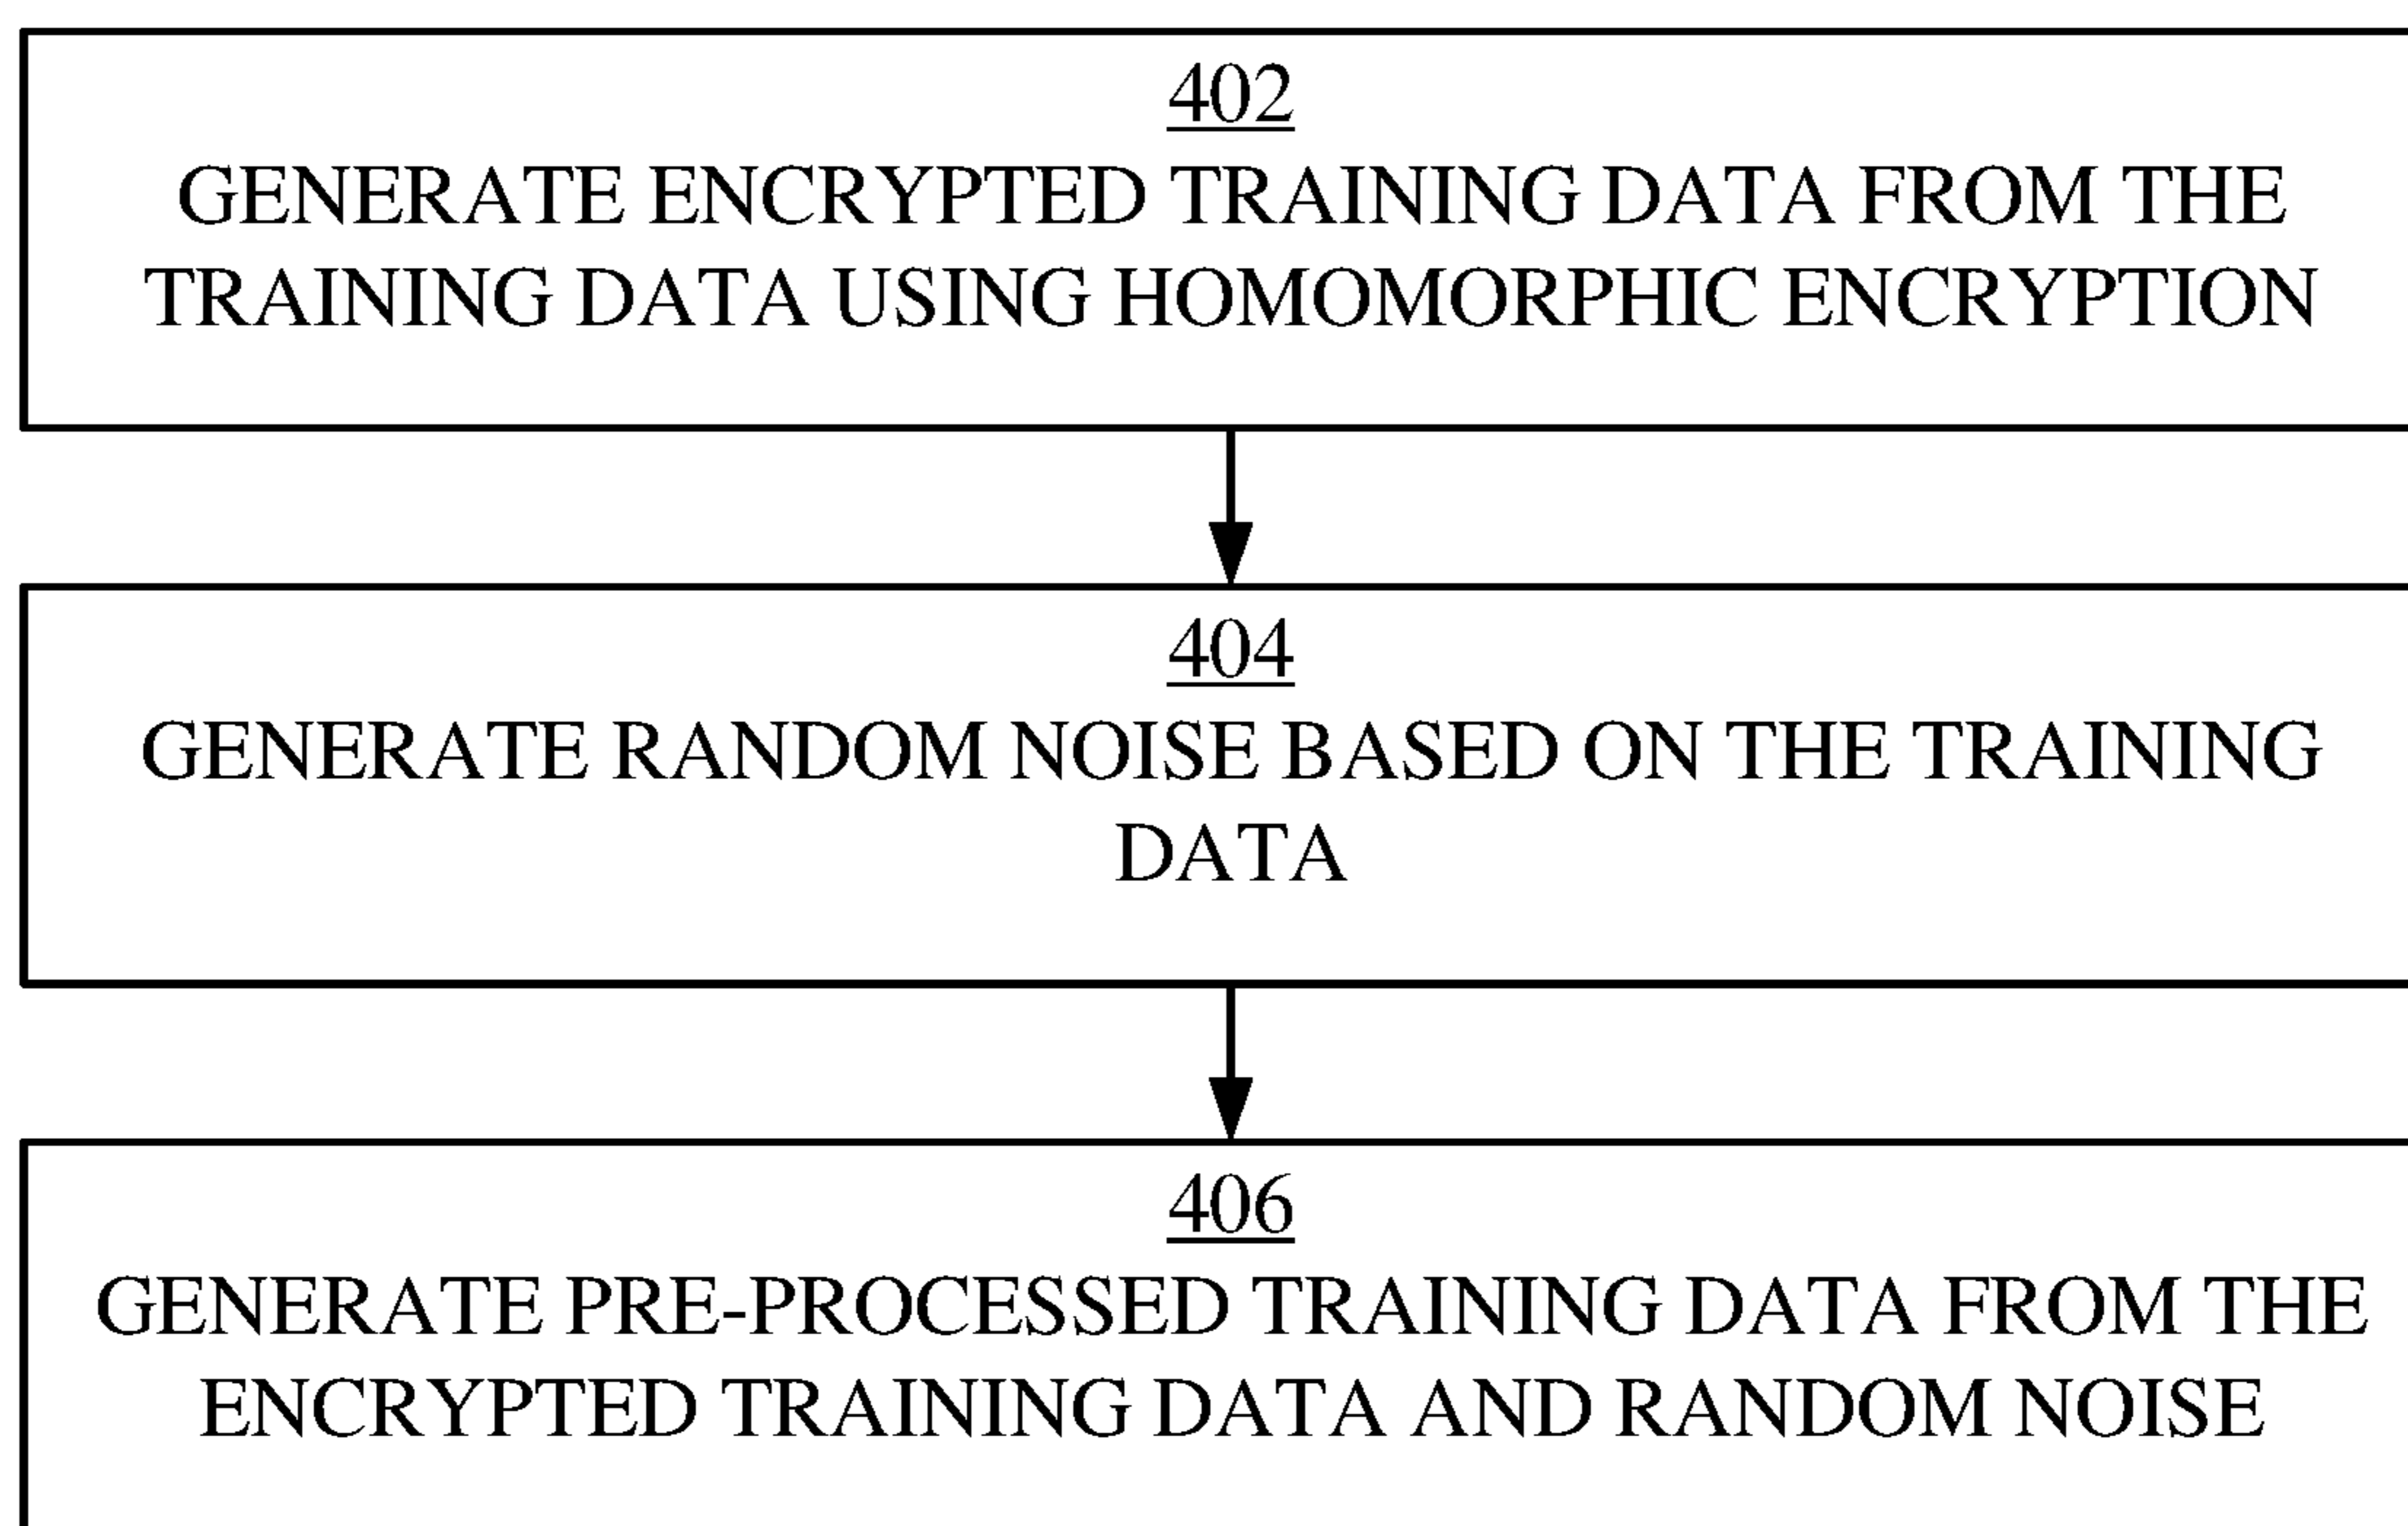 402
GENERATE ENCRYPTED TRAINING DATA FROM THE
TRAINING DATA USING HOMOMORPHIC ENCRYPTION
404
GENERATE RANDOM NOISE BASED ON THE TRAINING
DATA
406
GENERATE PRE-PROCESSED TRAINING DATA FROM THE
ENCRYPTED TRAINING DATA AND RANDOM NOISE